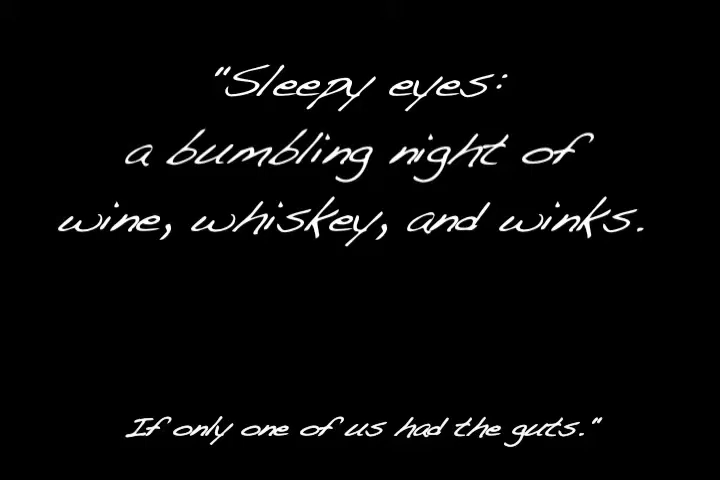 "Sleepy eyes:
a bumbling night of
wine, whiskey, and winks.
If only one of us had the guts."